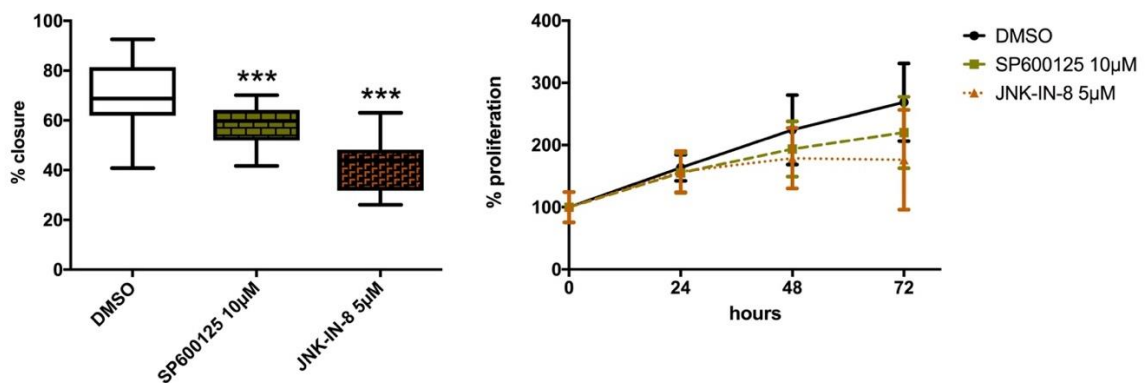 % closure
100
80
60
40
20
0
***
***
DMSO
SP600125 10µM
JNK-IN-8 5µM
% proliferation
400
300
200
100
0
0
24
48
72
hours
DMSO
SP600125 10µM
JNK-IN-8 5µM